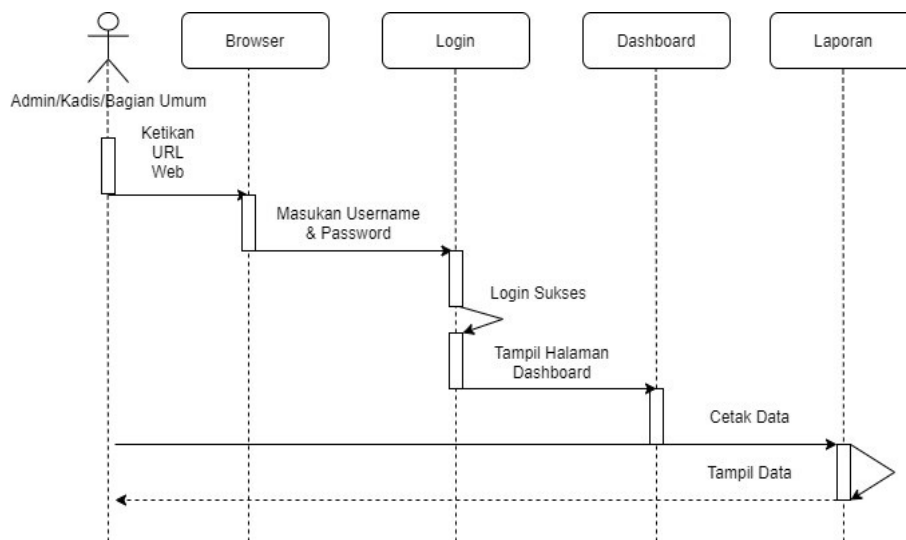 Browser
Login
Dashboard
Laporan
Admin/Kadis/Bagian Umum
Ketikan
URL
Web
Masukan Username
& Password
Login Sukses
Tampil Halaman
Dashboard
Cetak Data
Tampil Data